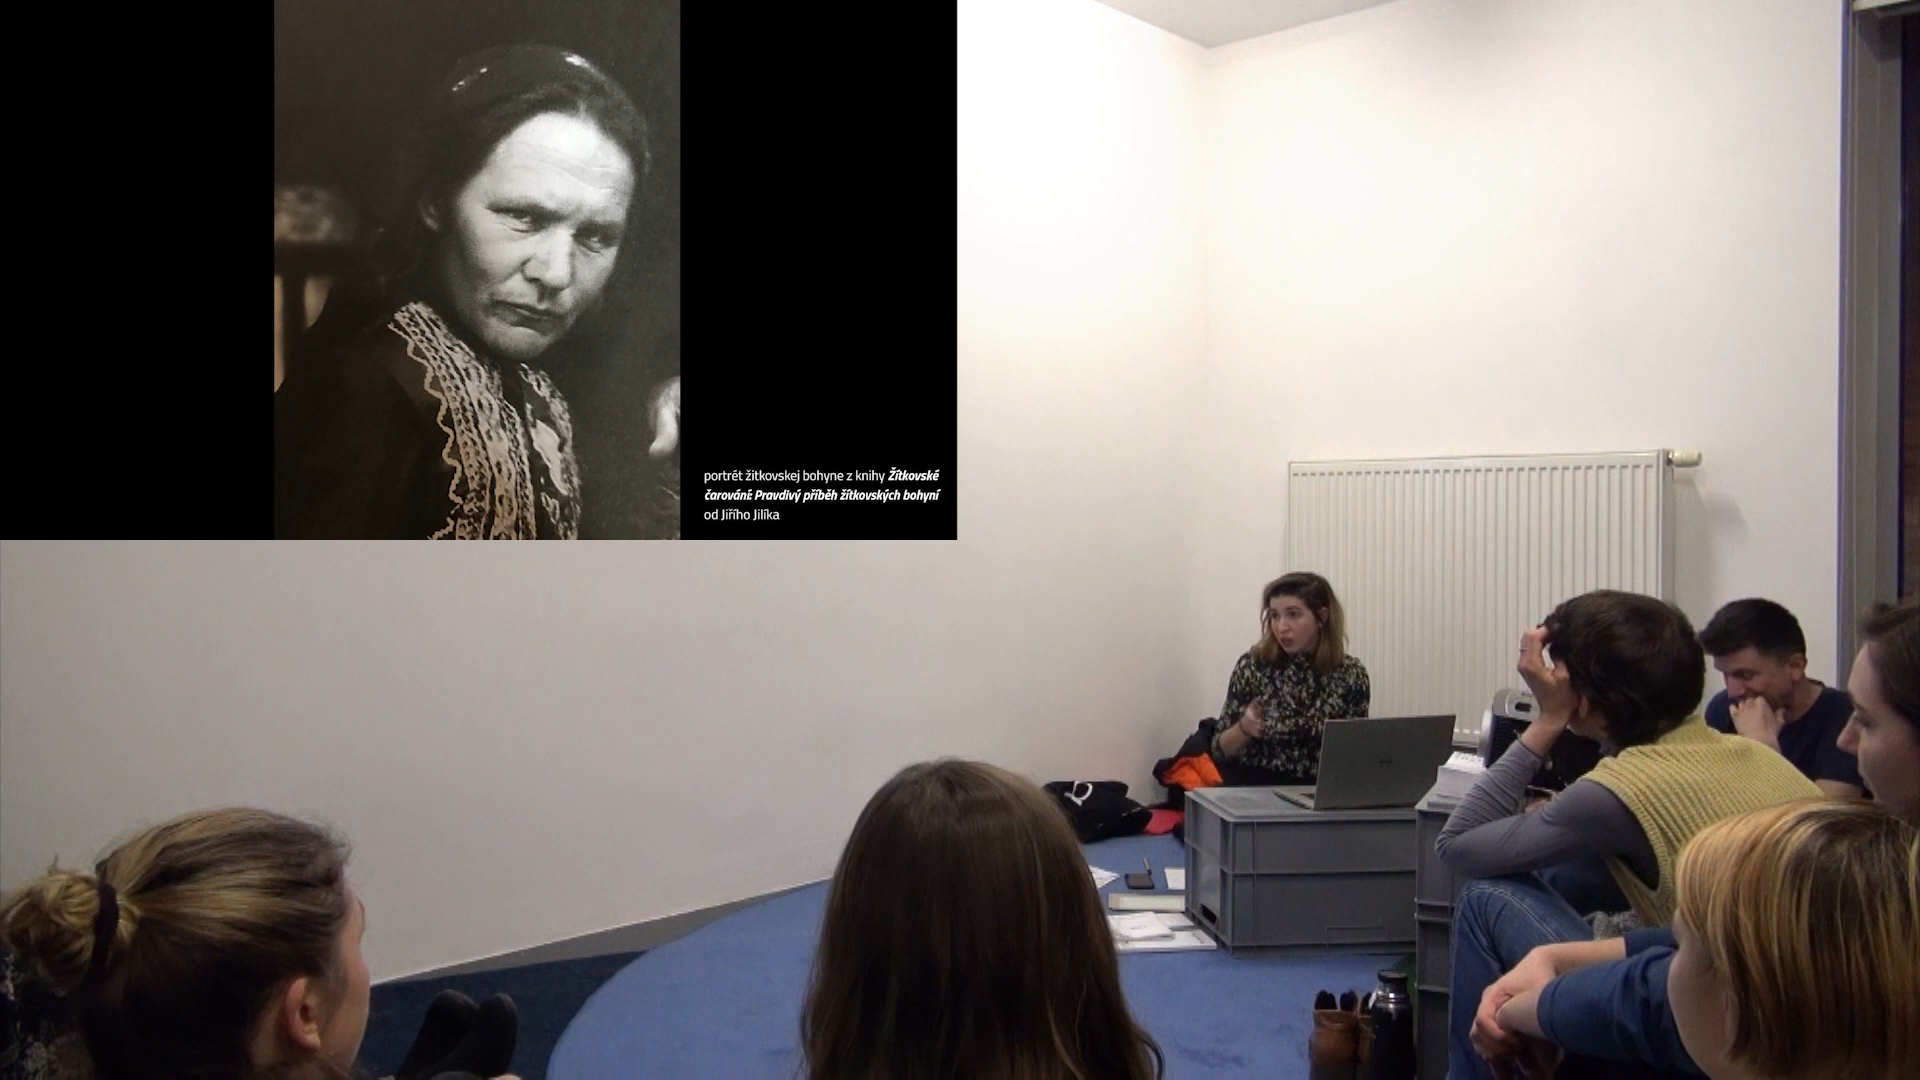 portrét žitkovskej bohyne z knihy Žítkovské
čarování: Pravdivý příběh žítkovských bohyní
od Jiřího Jilíka